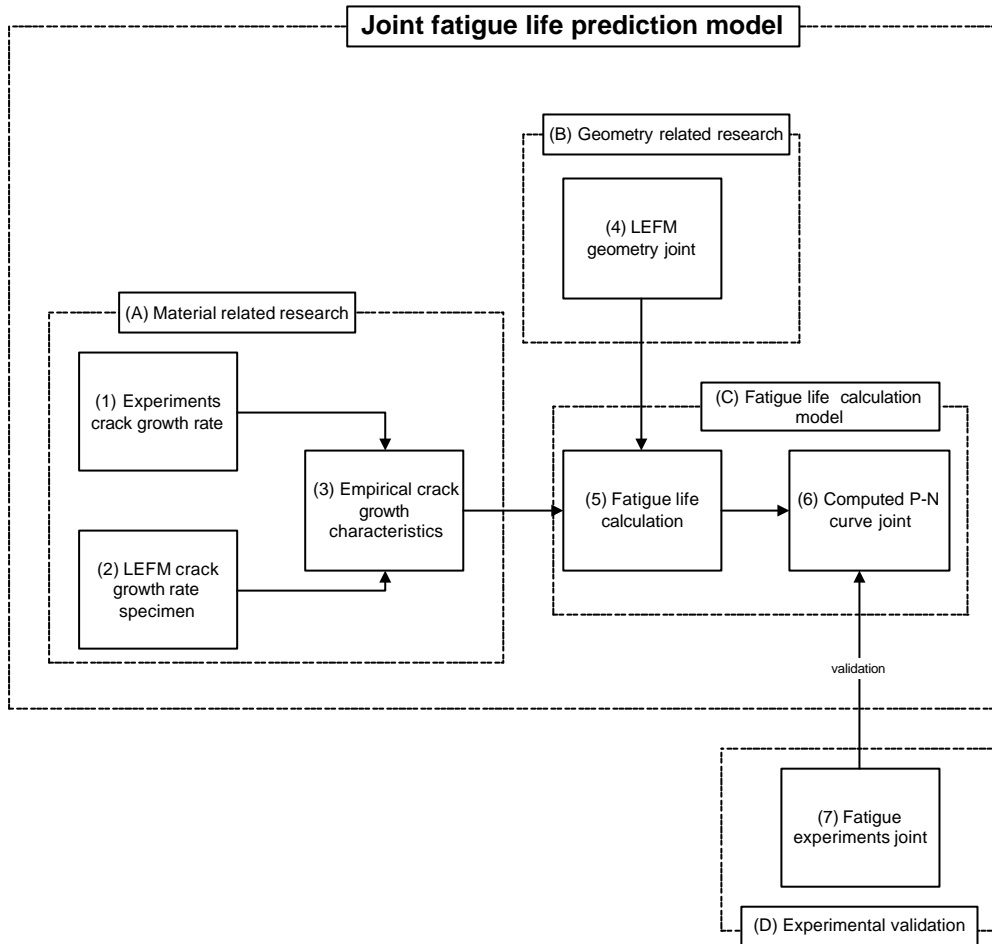 Joint fatigue life prediction model
(B) Geometry related research
(4) LEFM
geometry joint
(A) Material related research
(1) Experiments
crack growth rate
(2) LEFM crack
growth rate
specimen
(3) Empirical crack
growth
characteristics
(C) Fatigue life calculation
model
(5) Fatigue life
calculation
(6) Computed P-N
curve joint
validation
(7) Fatigue
experiments joint
(D) Experimental validation